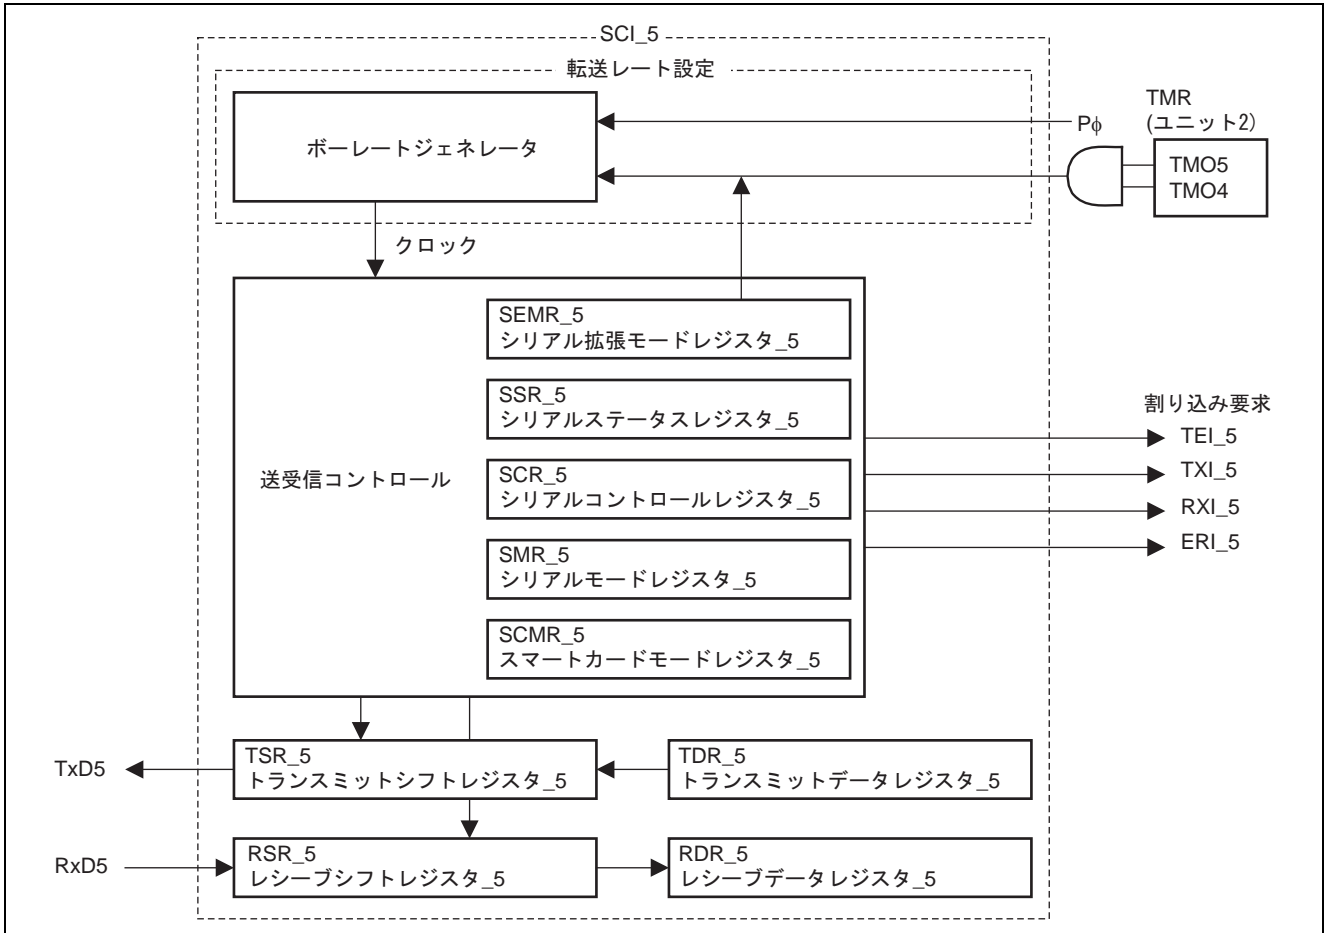 SCI_5
転送レート設定
ボーレートジェネレータ
Pφ
TMR
(ユニット2)
TMO5
TMO4
クロック
送受信コントロール
SEMR_5
シリアル拡張モードレジスタ_5
SSR_5
シリアルステータスレジスタ_5
SCR_5
シリアルコントロールレジスタ_5
SMR_5
シリアルモードレジスタ_5
SCMR_5
スマートカードモードレジスタ_5
割り込み要求
TEI_5
TXI_5
RXI_5
ERI_5
TxD5
TSR_5
トランスミットシフトレジスタ_5
TDR_5
トランスミットデータレジスタ_5
RxD5
RSR_5
レシーブシフトレジスタ_5
RDR_5
レシーブデータレジスタ_5